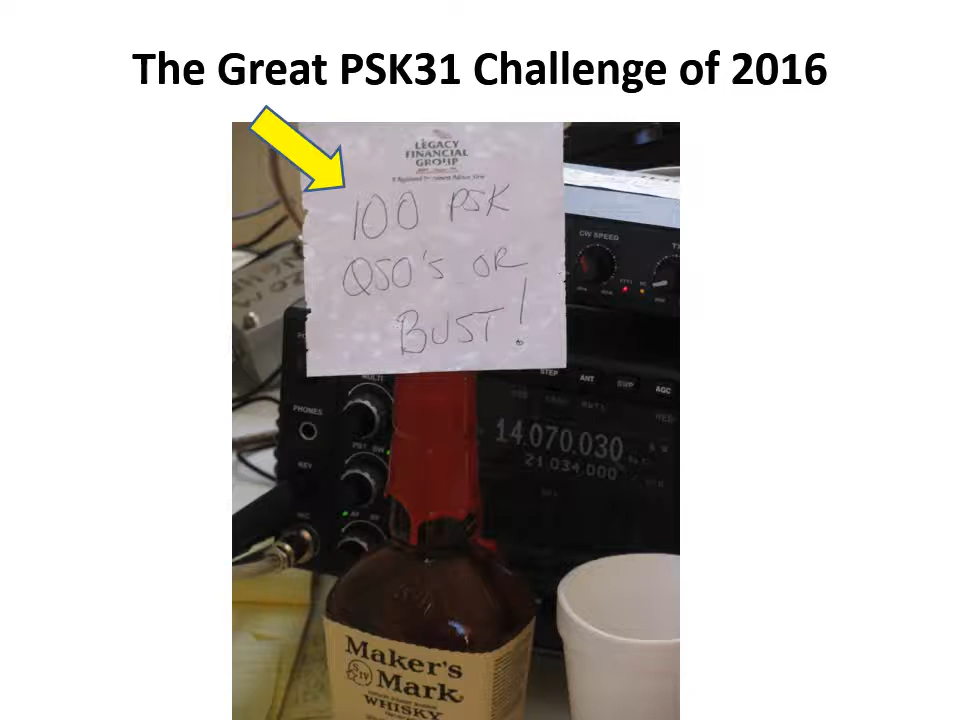 The Great PSK31 Challenge of 2016
LEGACY
FINANCIAL
GROUP
100 PSK
QSO'S OR
BUST!
CW SPEED
STEP ANT AGC
MULTI
PHONES
14.070.030
21 034.000
KEY
MIC
Maker's
Mark
WHISKY